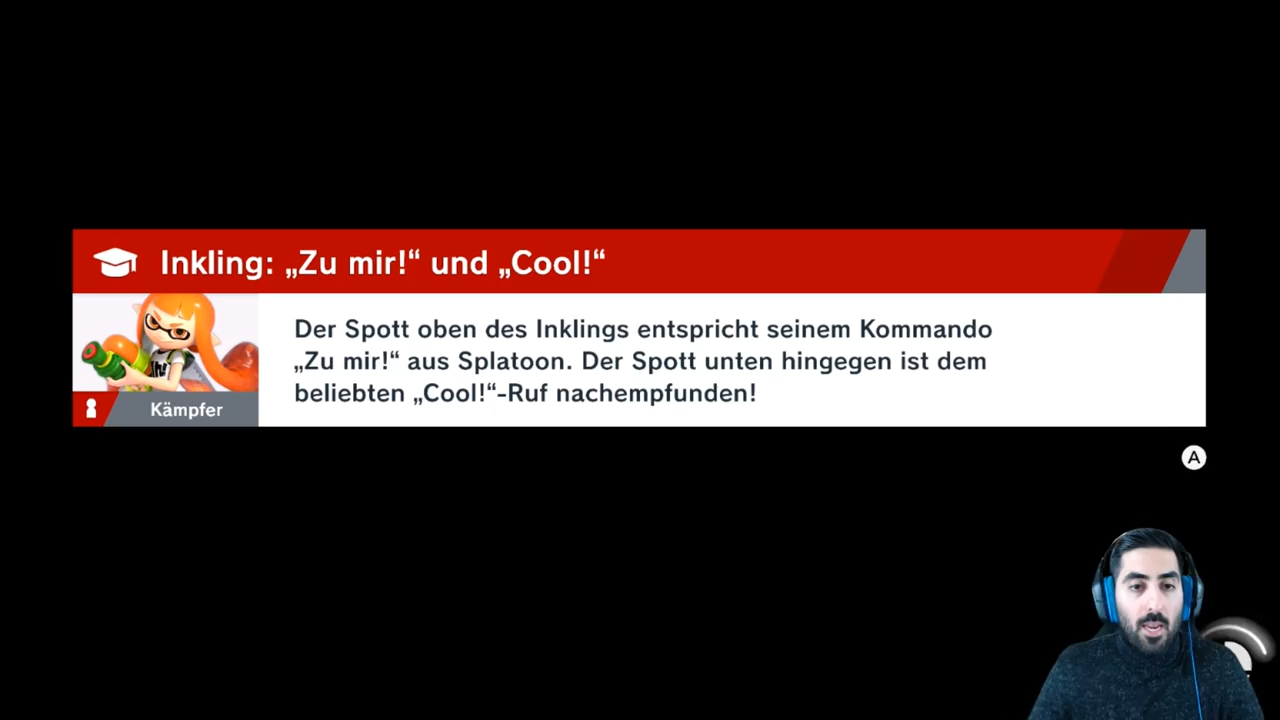 Inkling: „Zu mir!“ und „Cool!“
Der Spott oben des Inklings entspricht seinem Kommando
„Zu mir!“ aus Splatoon. Der Spott unten hingegen ist dem
beliebten „Cool!“-Ruf nachempfunden!
Kämpfer
A